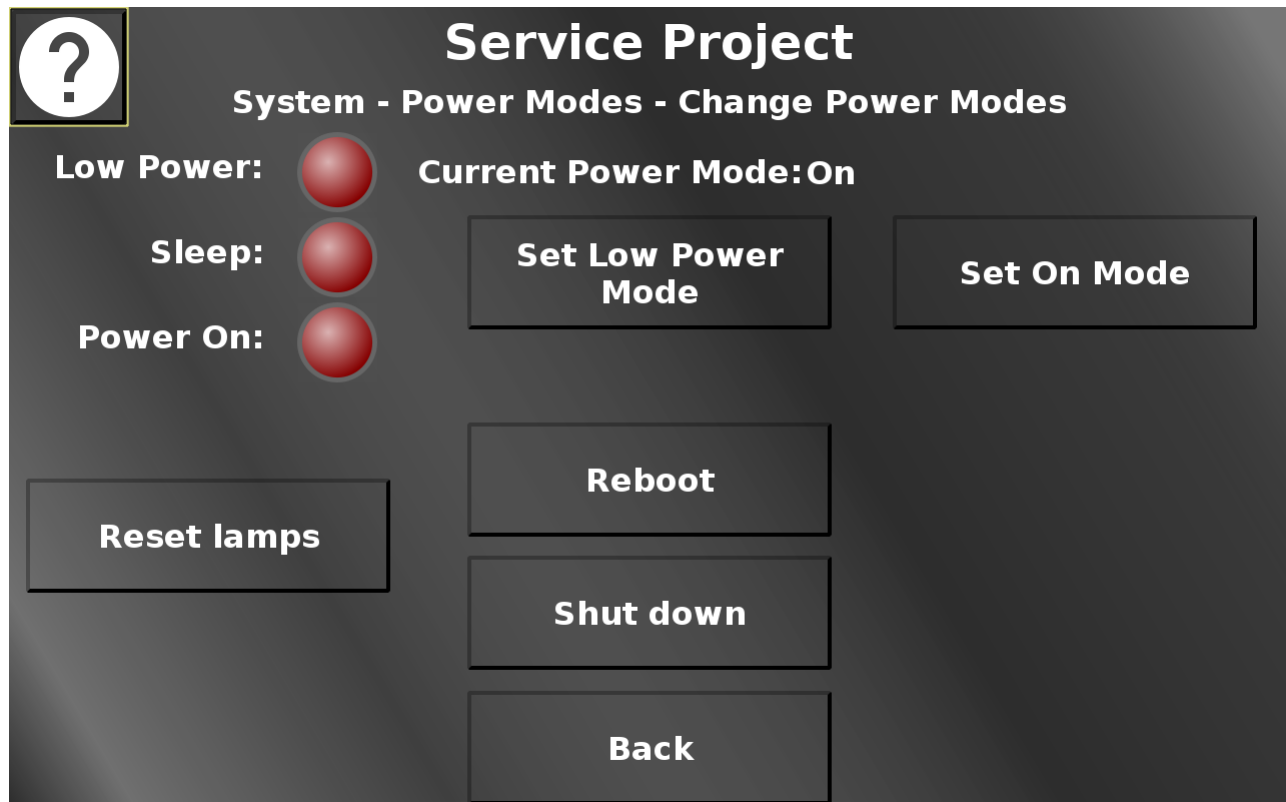 ?
Service Project
System - Power Modes - Change Power Modes
Low Power:
Current Power Mode:On
Sleep:
Set Low Power
Mode
Set On Mode
Power On:
Reboot
Reset lamps
Shut down
Back